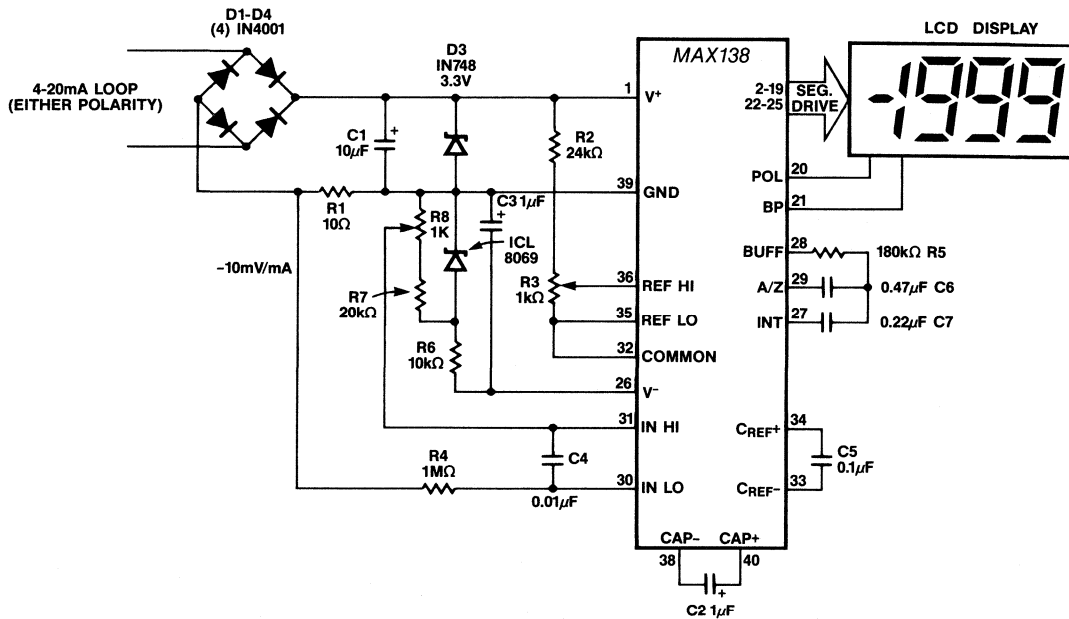 D1-D4
(4) IN4001
4-20mA LOOP
(EITHER POLARITY)
D3
IN748
3.3V
C1
10μF
R2
24kΩ
R1
10Ω
C3 1μF
R8
1K
ICL
8069
-10mV/mA
R7
20kΩ
R3
1kΩ
R6
10kΩ
R4
1MΩ
C4
0.01μF
MAX138
1
V+
39
GND
36
REF HI
35
REF LO
32
COMMON
26
V-
31
IN HI
30
IN LO
2-19
22-25
SEG.
DRIVE
LCD DISPLAY
-1999
POL
20
BP
21
BUFF
28
180kΩ R5
A/Z
29
0.47μF C6
INT
27
0.22μF C7
CREF+
34
C5
0.1μF
CREF-
33
CAP-
CAP+
38
40
C2 1μF